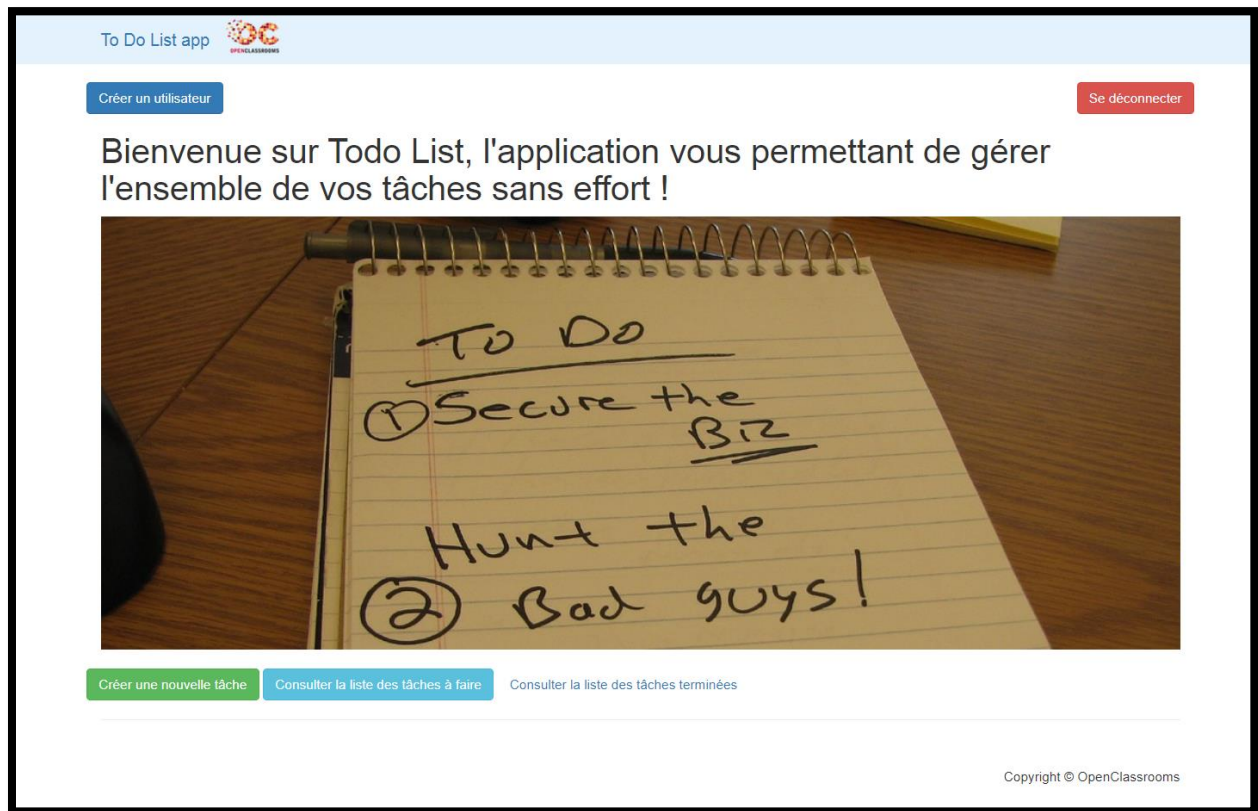 To Do List app
OC
OPENCLASSROOMS
Créer un utilisateur
Se déconnecter
Bienvenue sur Todo List, l'application vous permettant de gérer
l'ensemble de vos tâches sans effort !
To Do
1 Secure the
Biz
Hunt the
2 Bad guys!
Créer une nouvelle tâche
Consulter la liste des tâches à faire
Consulter la liste des tâches terminées
Copyright © OpenClassrooms